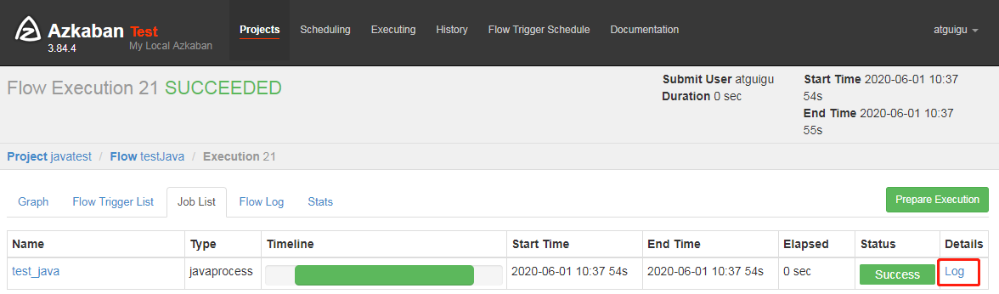 Azkaban Test
3.84.4 My Local Azkaban
Projects Scheduling Executing History Flow Trigger Schedule Documentation atguigu
Flow Execution 21 SUCCEEDED
Submit User atguigu
Duration 0 sec
Start Time 2020-06-01 10:37
54s
End Time 2020-06-01 10:37
55s
Project javatest / Flow testJava / Execution 21
Graph Flow Trigger List Job List Flow Log Stats Prepare Execution
Name Type Timeline Start Time End Time Elapsed Status Details
test_java javaprocess 2020-06-01 10:37 54s 2020-06-01 10:37 54s 0 sec Success Log